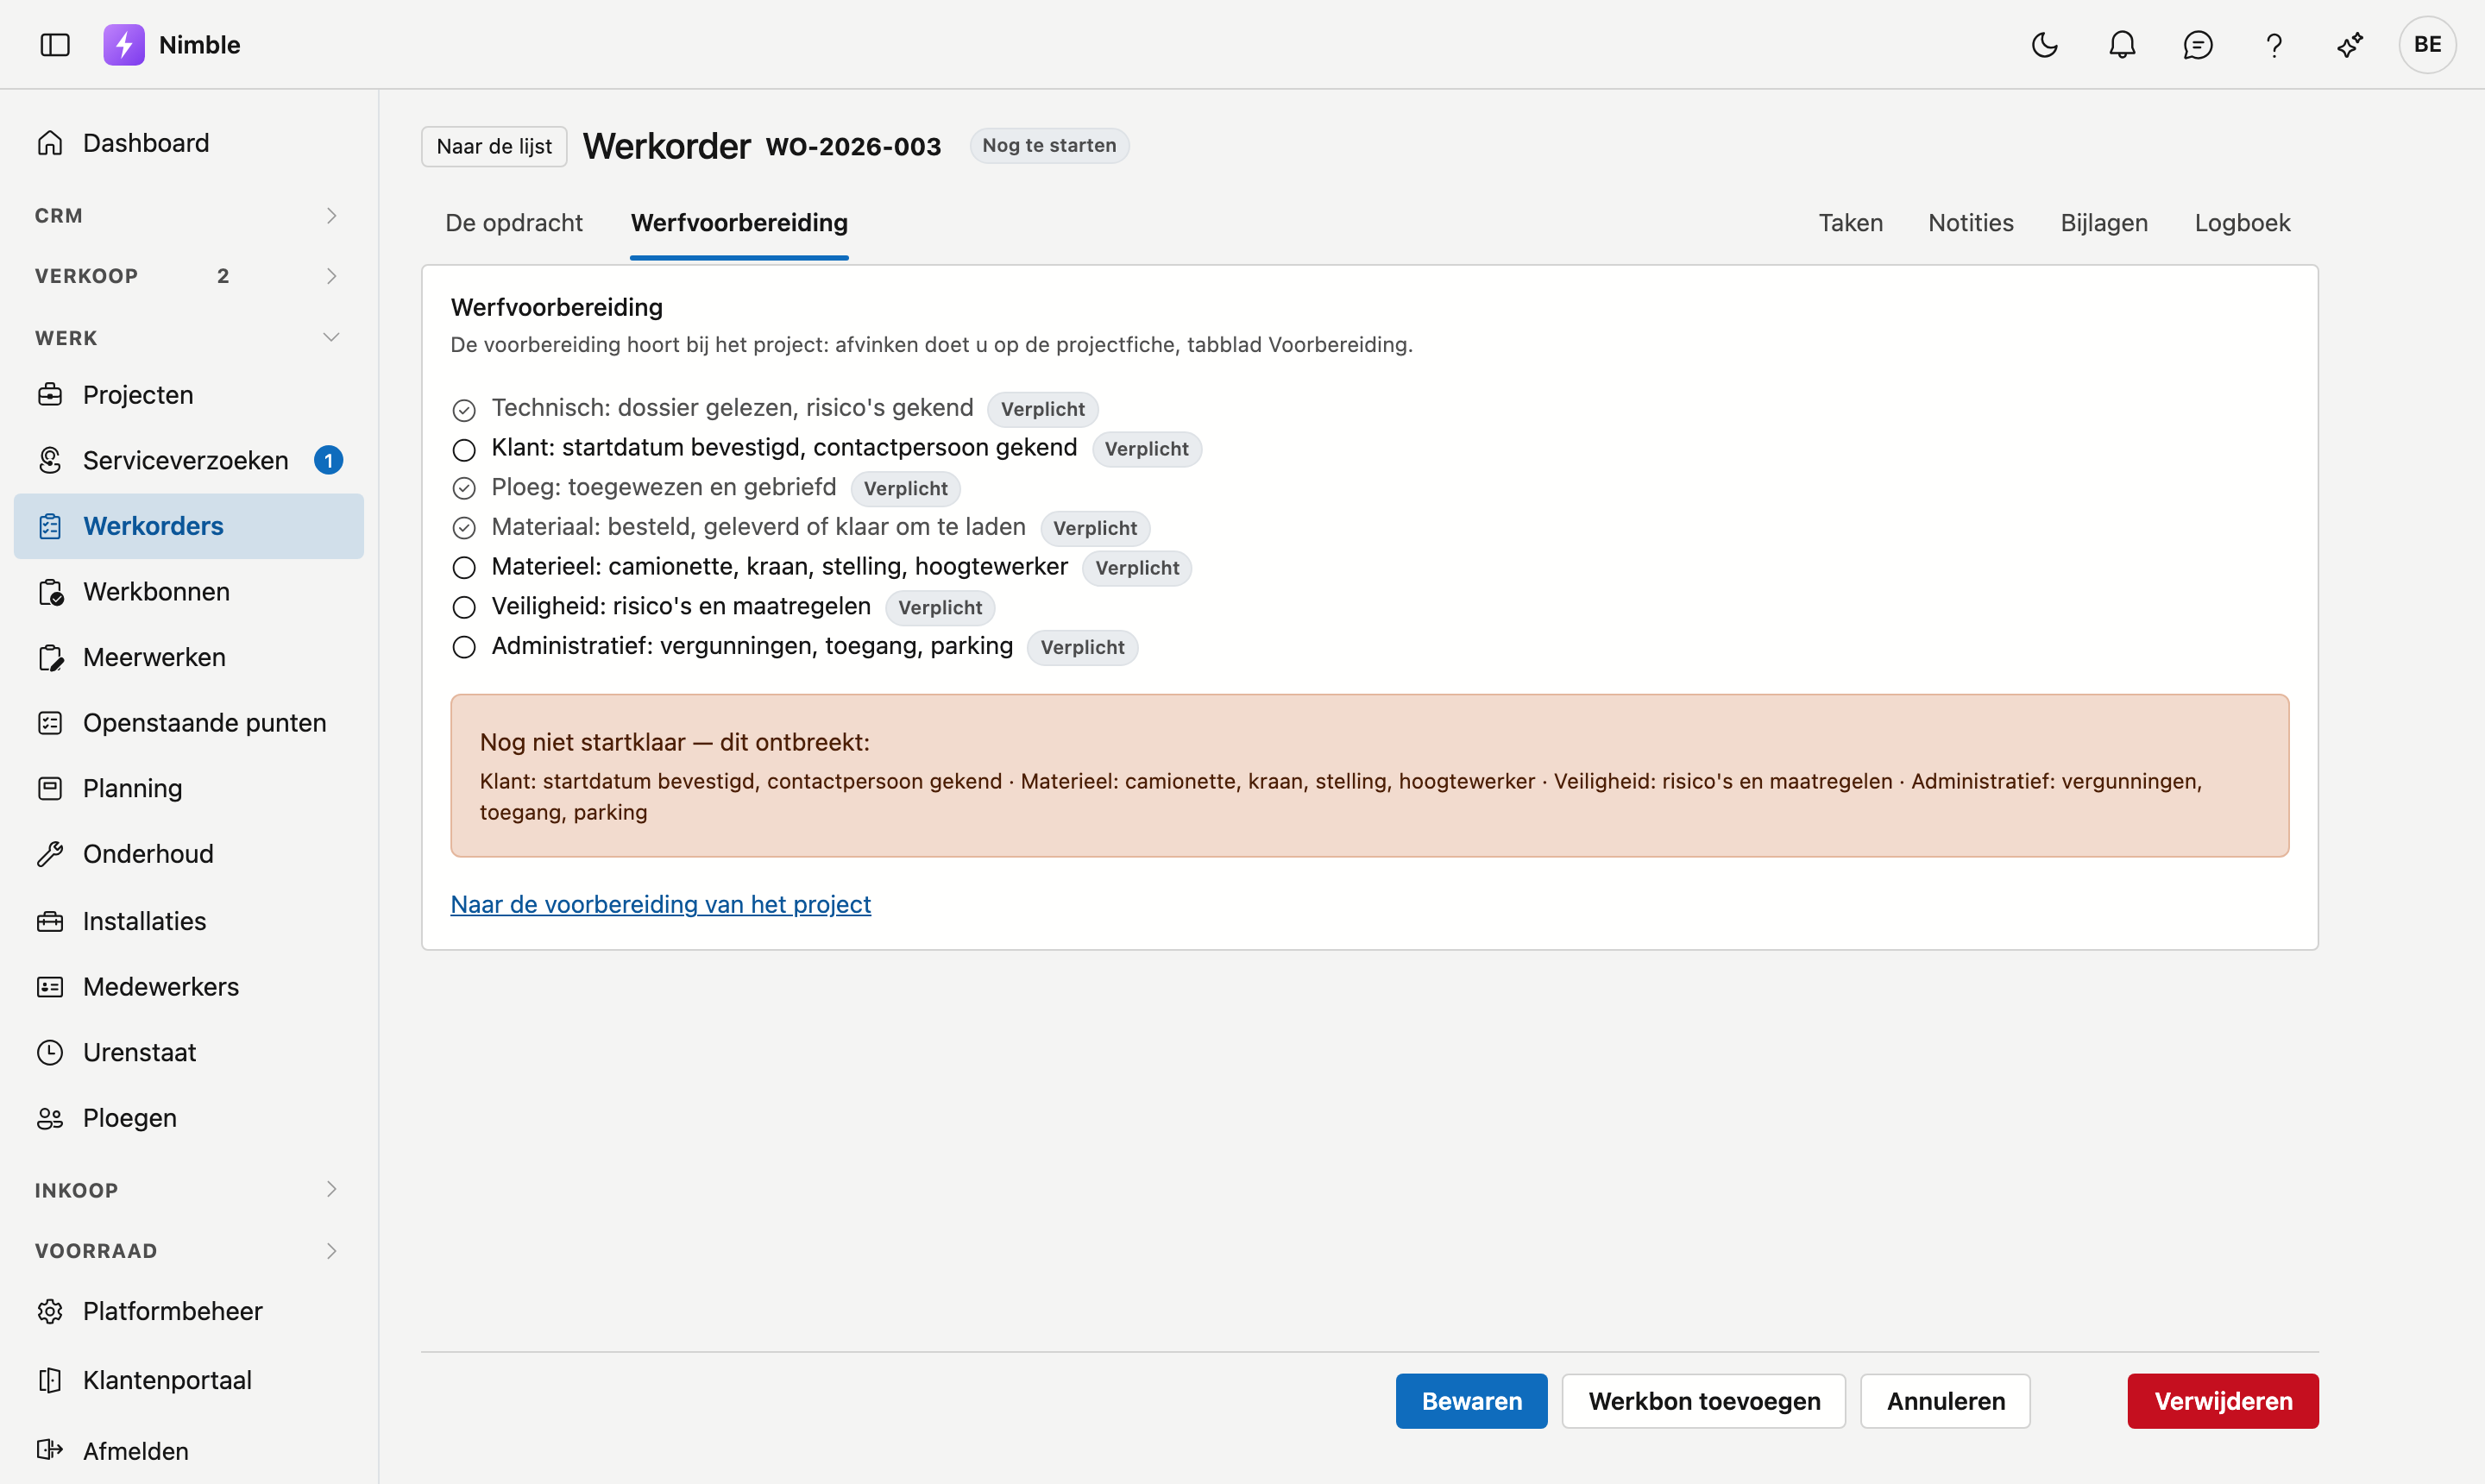 Nimble
BE
Dashboard
CRM
VERKOOP 2
WERK
Projecten
Serviceverzoeken 1
Werkorders
Werkbonnen
Meerwerken
Openstaande punten
Planning
Onderhoud
Installaties
Medewerkers
Urenstaat
Ploegen
INKOOP
VOORRAAD
Platformbeheer
Klantenportaal
Afmelden
Naar de lijst Werkorder WO-2026-003 Nog te starten
De opdracht Werfvoorbereiding Taken Notities Bijlagen Logboek
Werfvoorbereiding
De voorbereiding hoort bij het project: afvinken doet u op de projectfiche, tabblad Voorbereiding.
Technisch: dossier gelezen, risico's gekend Verplicht
Klant: startdatum bevestigd, contactpersoon gekend Verplicht
Ploeg: toegewezen en gebriefd Verplicht
Materiaal: besteld, geleverd of klaar om te laden Verplicht
Materieel: camionette, kraan, stelling, hoogtewerker Verplicht
Veiligheid: risico's en maatregelen Verplicht
Administratief: vergunningen, toegang, parking Verplicht
Nog niet startklaar — dit ontbreekt:
Klant: startdatum bevestigd, contactpersoon gekend · Materieel: camionette, kraan, stelling, hoogtewerker · Veiligheid: risico's en maatregelen · Administratief: vergunningen,
toegang, parking
Naar de voorbereiding van het project
Bewaren Werkbon toevoegen Annuleren Verwijderen